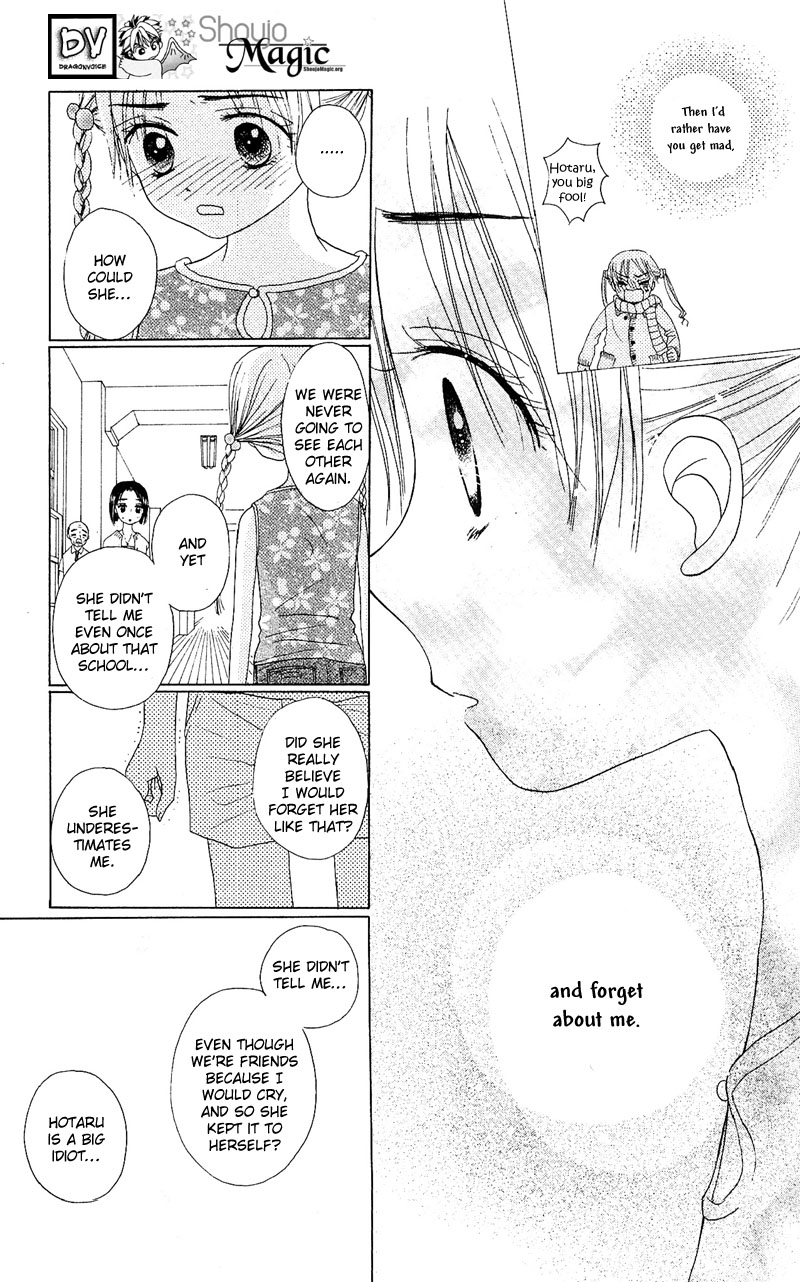 DV
DRAGONVOICE
Shoujo
Magic
ShoujoMagic.org
Then I'd
rather have
you get mad.
Hotaru,
you big
fool!
and forget
about me.
.....
HOW
COULD
SHE...
WE WERE
NEVER
GOING TO
SEE EACH
OTHER
AGAIN.
AND
YET
SHE DIDN'T
TELL ME
EVEN ONCE
ABOUT THAT
SCHOOL...
DID SHE
REALLY
BELIEVE
I WOULD
FORGET HER
LIKE THAT?
SHE
UNDERES-
TIMATES
ME.
SHE DIDN'T
TELL ME...
EVEN THOUGH
WE'RE FRIENDS
BECAUSE I
WOULD CRY,
AND SO SHE
KEPT IT TO
HERSELF?
HOTARU
IS A BIG
IDIOT...